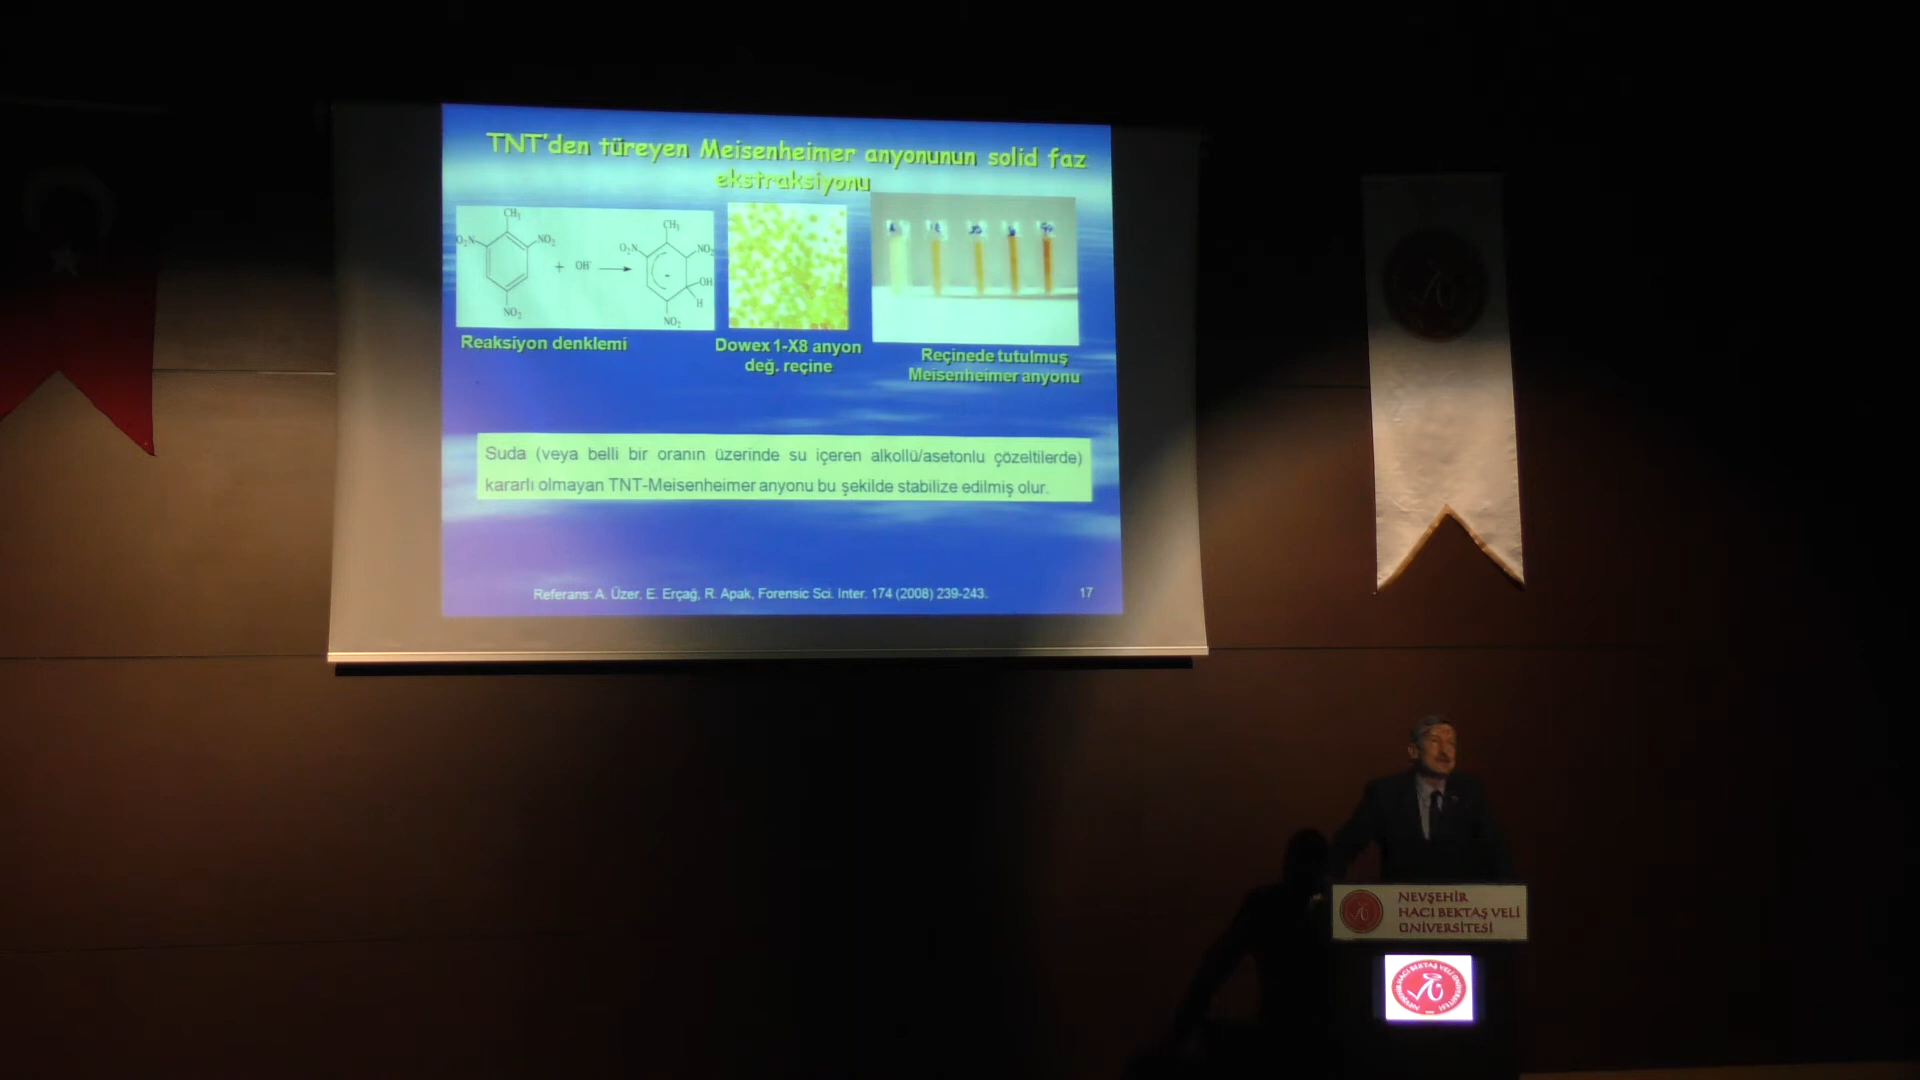 TNT'den türeyen Meisenheimer anyonunun solid faz
ekstraksiyonu
CH₃
O₂N
NO₂
NO₂
+ OH⁻
CH₃
O₂N
NO₂
OH
H
NO₂
Reaksiyon denklemi
Dowex 1-X8 anyon
değ. reçine
Reçinede tutulmuş
Meisenheimer anyonu
Suda (veya belli bir oranın üzerinde su içeren alkollü/asetonlu çözeltilerde)
kararlı olmayan TNT-Meisenheimer anyonu bu şekilde stabilize edilmiş olur.
Referans: A. Üzer, E. Erçağ, R. Apak, Forensic Sci. Inter. 174 (2008) 239-243.
17
NEVŞEHİR
HACI BEKTAŞ VELİ
ÜNİVERSİTESİ